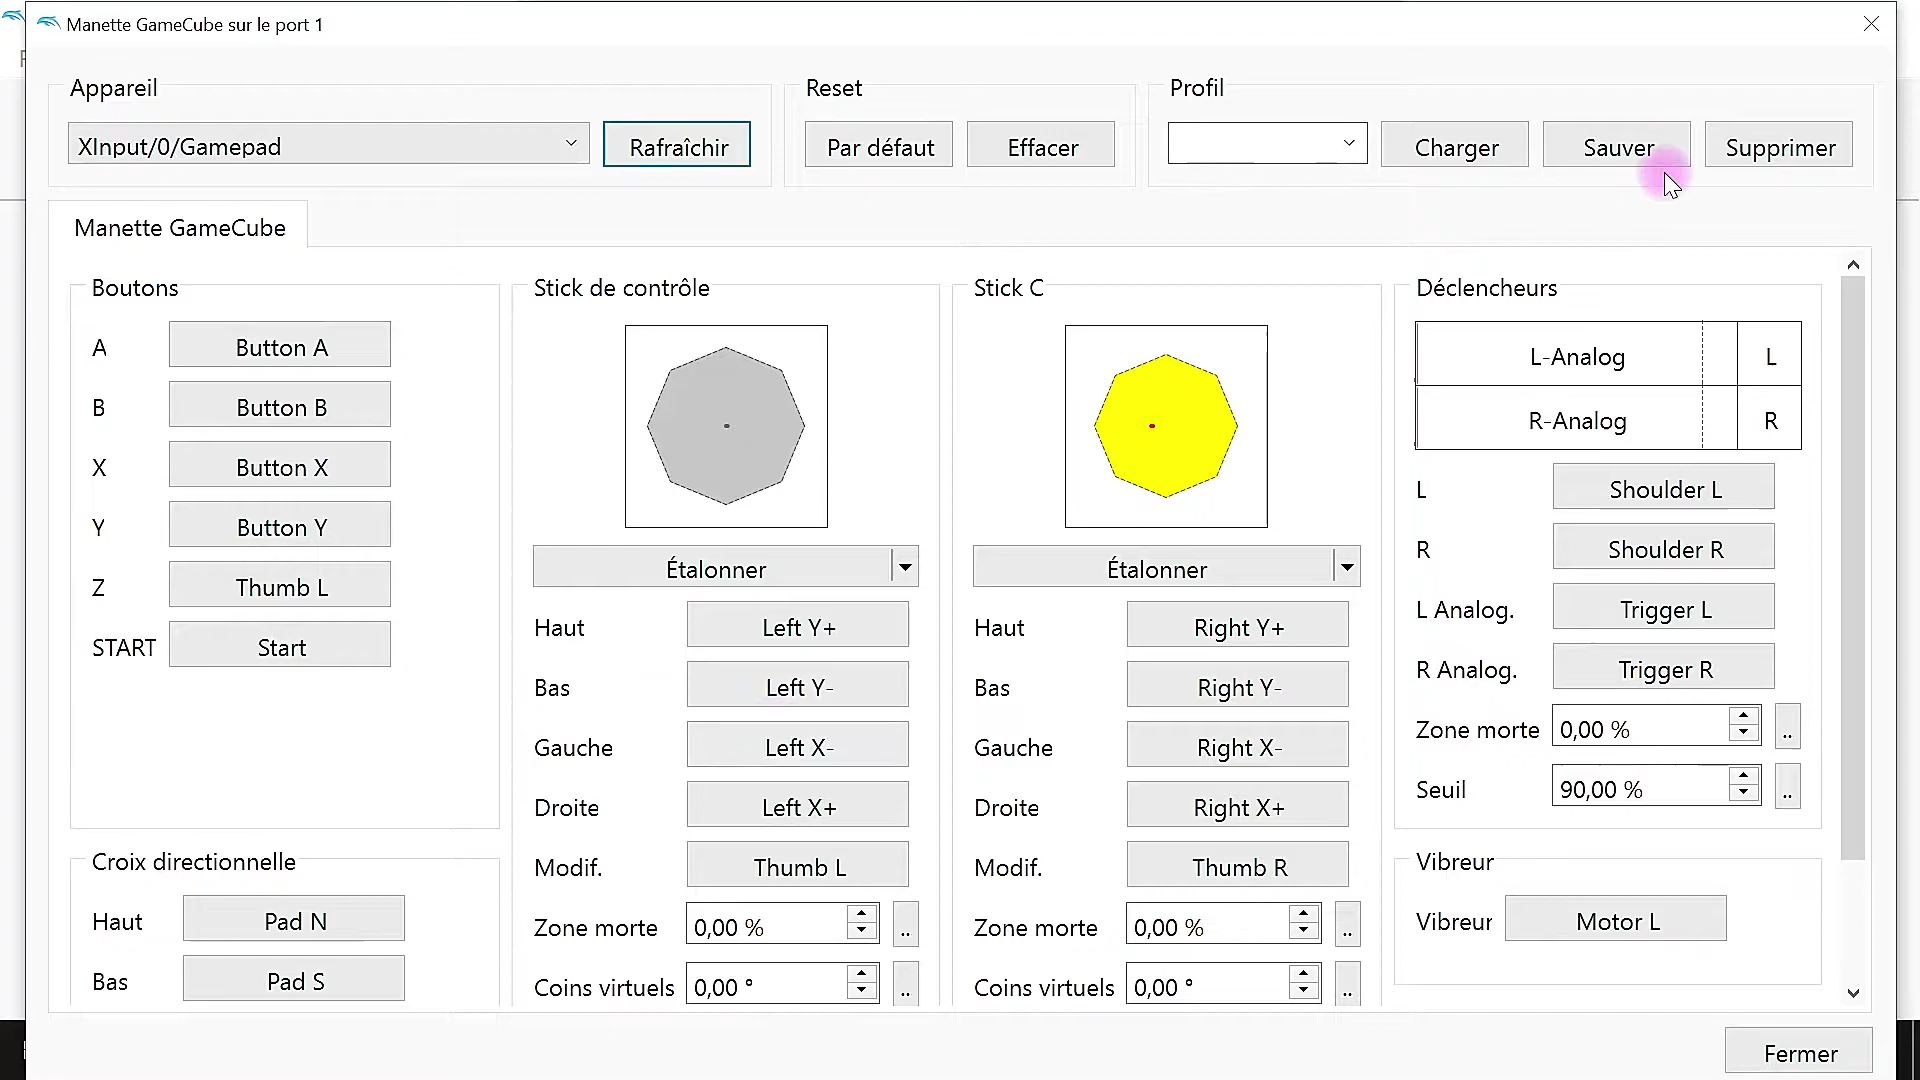 Manette GameCube sur le port 1
Appareil
Reset
Profil
XInput/0/Gamepad
Rafraîchir
Par défaut
Effacer
Charger
Sauver
Supprimer
Manette GameCube
Boutons
A
Button A
B
Button B
X
Button X
Y
Button Y
Z
Thumb L
START
Start
Croix directionnelle
Haut
Pad N
Bas
Pad S
Stick de contrôle
Étalonner
Haut
Left Y+
Bas
Left Y-
Gauche
Left X-
Droite
Left X+
Modif.
Thumb L
Zone morte
0,00 %
..
Coins virtuels
0,00 °
..
Stick C
Étalonner
Haut
Right Y+
Bas
Right Y-
Gauche
Right X-
Droite
Right X+
Modif.
Thumb R
Zone morte
0,00 %
..
Coins virtuels
0,00 °
..
Déclencheurs
L-Analog
L
R-Analog
R
L
Shoulder L
R
Shoulder R
L Analog.
Trigger L
R Analog.
Trigger R
Zone morte
0,00 %
..
Seuil
90,00 %
..
Vibreur
Vibreur
Motor L
Fermer